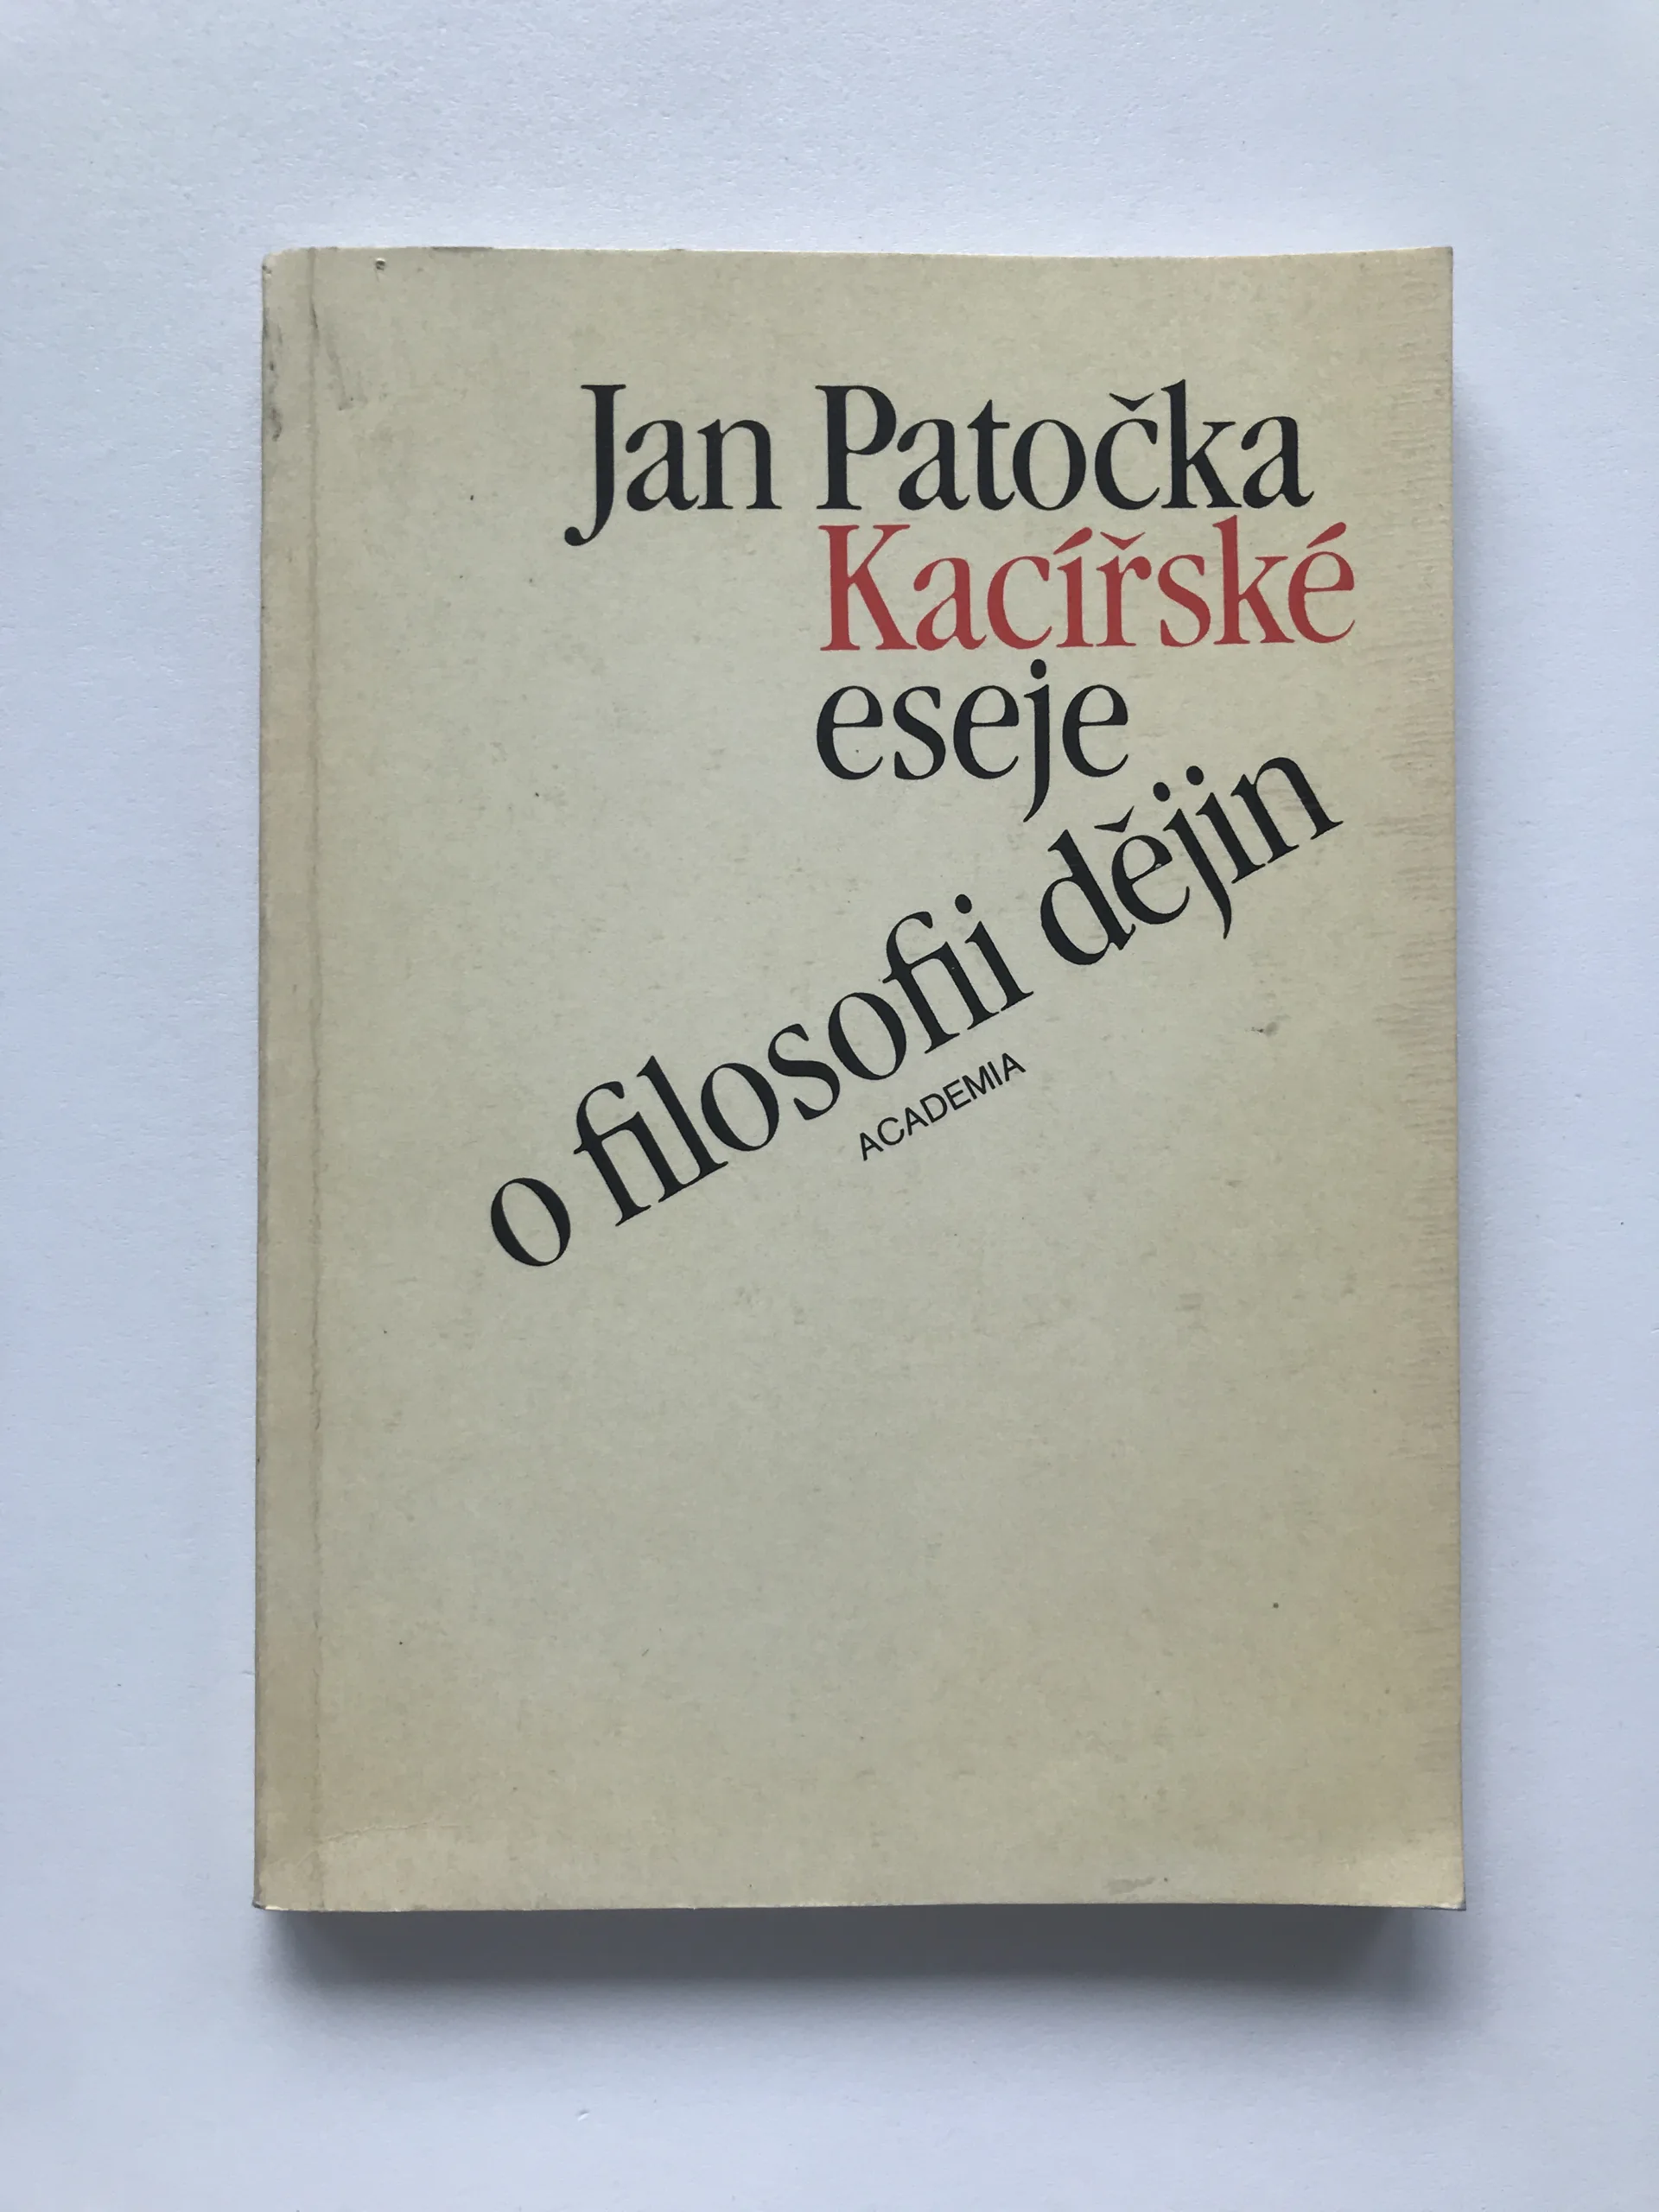 Jan Patočka
Kacířské
eseje
o filosofii dějin
ACADEMIA